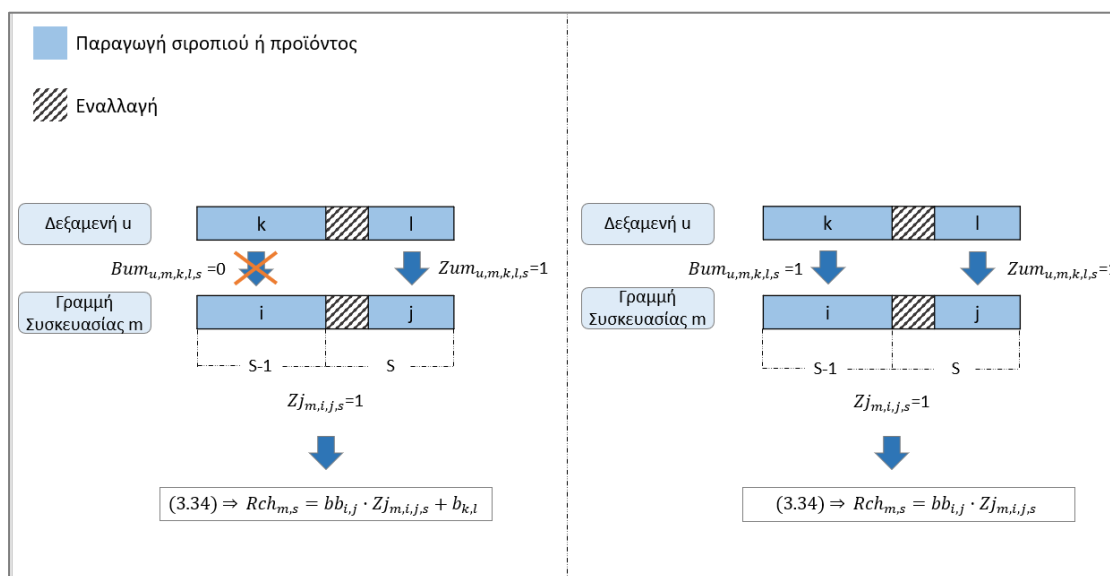 Παραγωγή σιροπιού ή προϊόντος
Εναλλαγή
Δεξαμενή u
k
l
Bum_{u,m,k,l,s} =0
Zum_{u,m,k,l,s}=1
Γραμμή
Συσκευασίας m
i
j
S-1
S
Zj_{m,i,j,s}=1
(3.34) ⇒ Rch_{m,s} = bb_{i,j} · Zj_{m,i,j,s} + b_{k,l}
Δεξαμενή u
k
l
Bum_{u,m,k,l,s} =1
Zum_{u,m,k,l,s}=
Γραμμή
Συσκευασίας m
i
j
S-1
S
Zj_{m,i,j,s}=1
(3.34) ⇒ Rch_{m,s} = bb_{i,j} · Zj_{m,i,j,s}